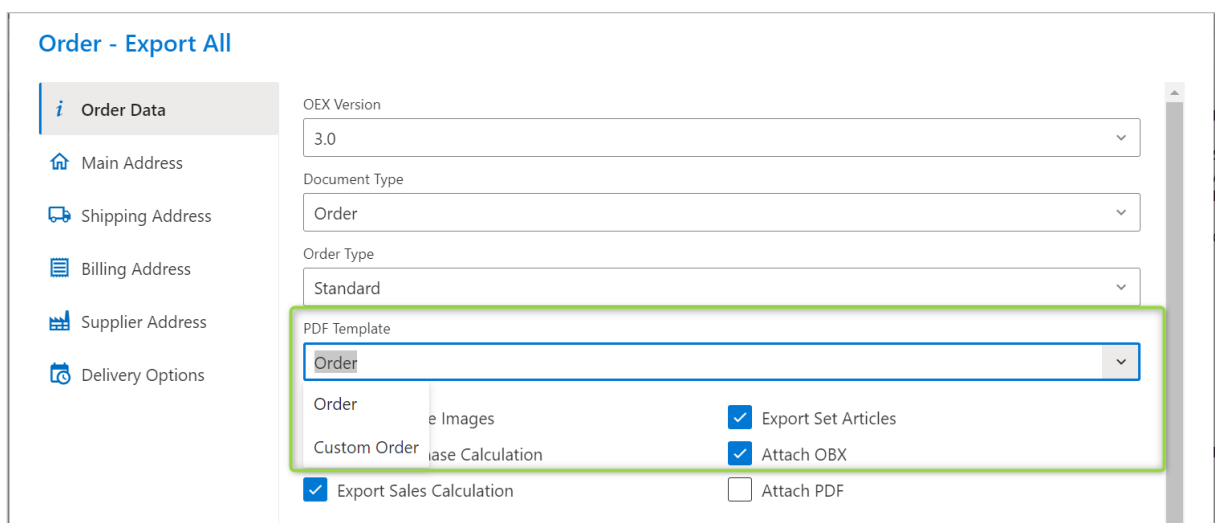 Order - Export All
i Order Data
Main Address
Shipping Address
Billing Address
Supplier Address
Delivery Options
OEX Version
3.0
Document Type
Order
Order Type
Standard
PDF Template
Order
Order
Custom Order
Images
Export Set Articles
Calculation
Attach OBX
Export Sales Calculation
Attach PDF